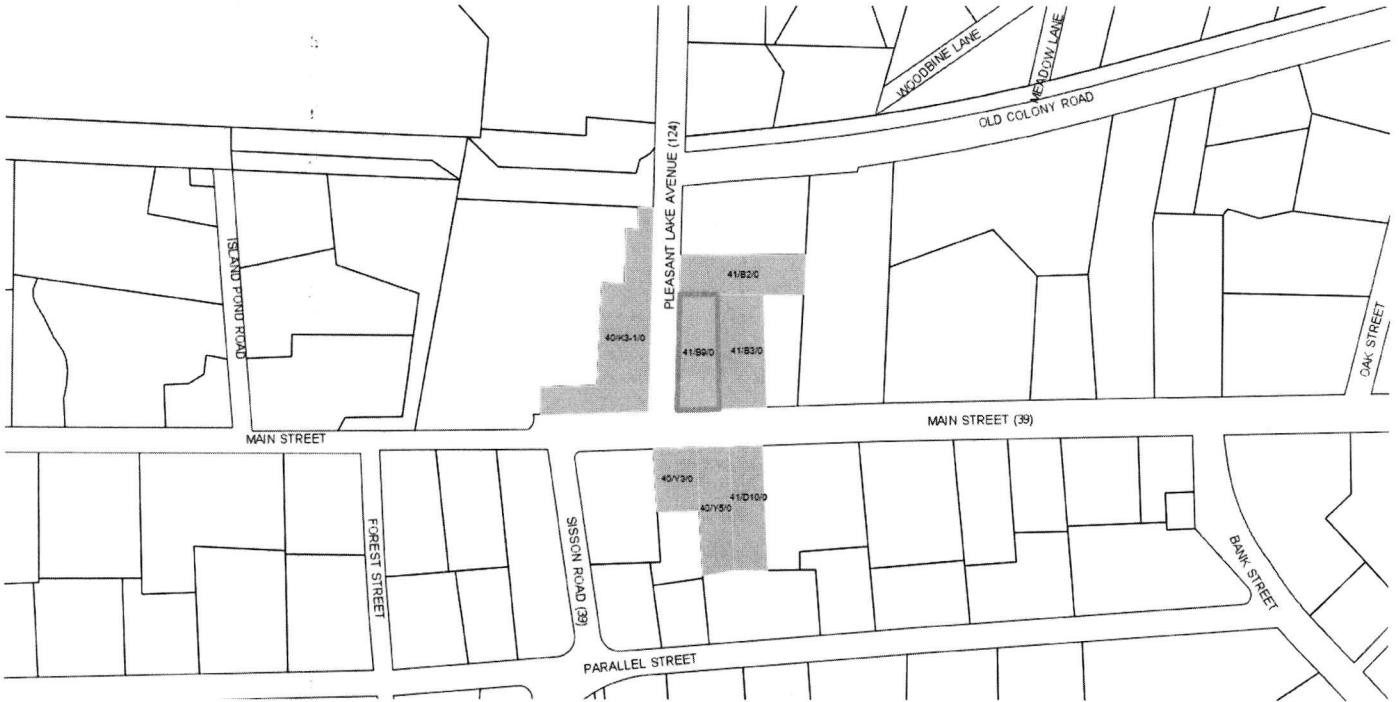 WOODBINE LANE
MEADOW LANE
OLD COLONY ROAD
PLEASANT LAKE AVENUE (124)
ISLAND POND ROAD
41/B2/0
40/K3-1/0
41/B9/0
41/B3/0
OAK STREET
MAIN STREET
MAIN STREET (39)
40/Y3/0
41/D10/0
40/Y5/0
FOREST STREET
SISSON ROAD (39)
BANK STREET
PARALLEL STREET